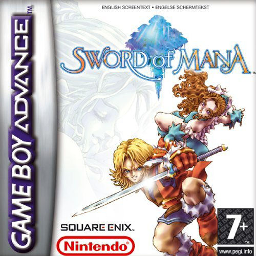 ENGLISH SCREENTEXT • ENGELSE SCHERMTEKST
SWORD of MANA
GAME BOY ADVANCE
SQUARE ENIX.
Nintendo
7+
www.pegi.info